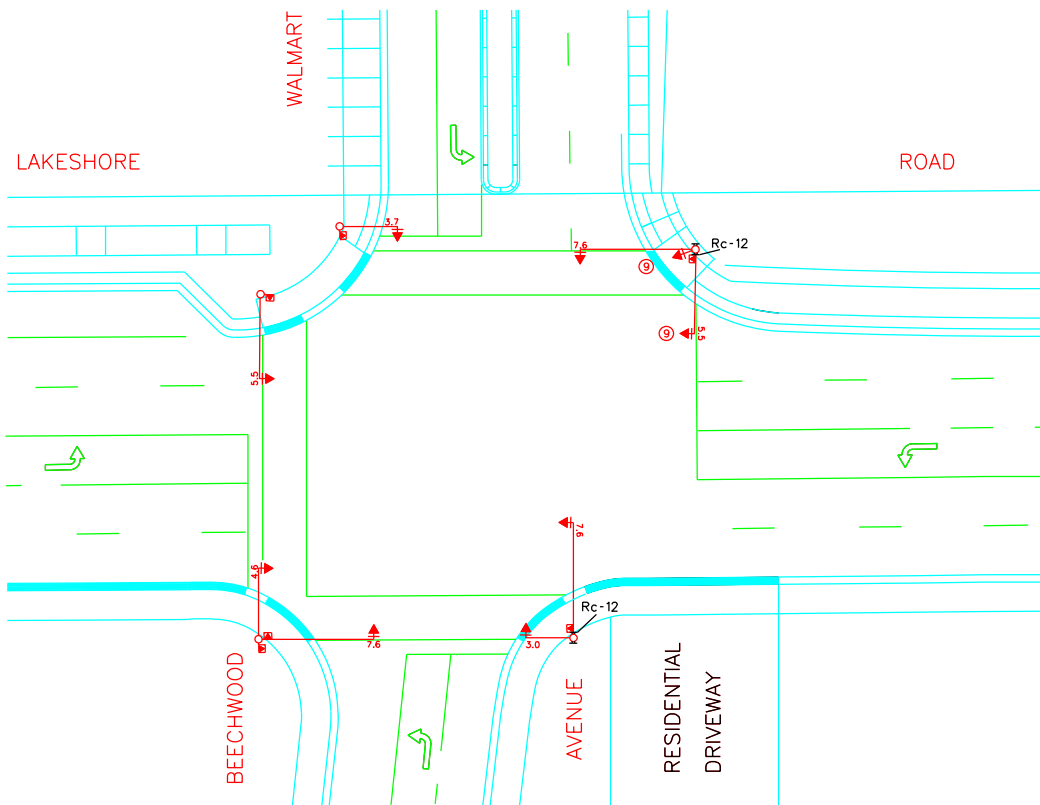 WALMART
LAKESHORE
ROAD
3.7
7.6
Rc-12
9
9
5.5
5.5
7.6
4.6
Rc-12
7.6
3.0
BEECHWOOD
AVENUE
RESIDENTIAL
DRIVEWAY